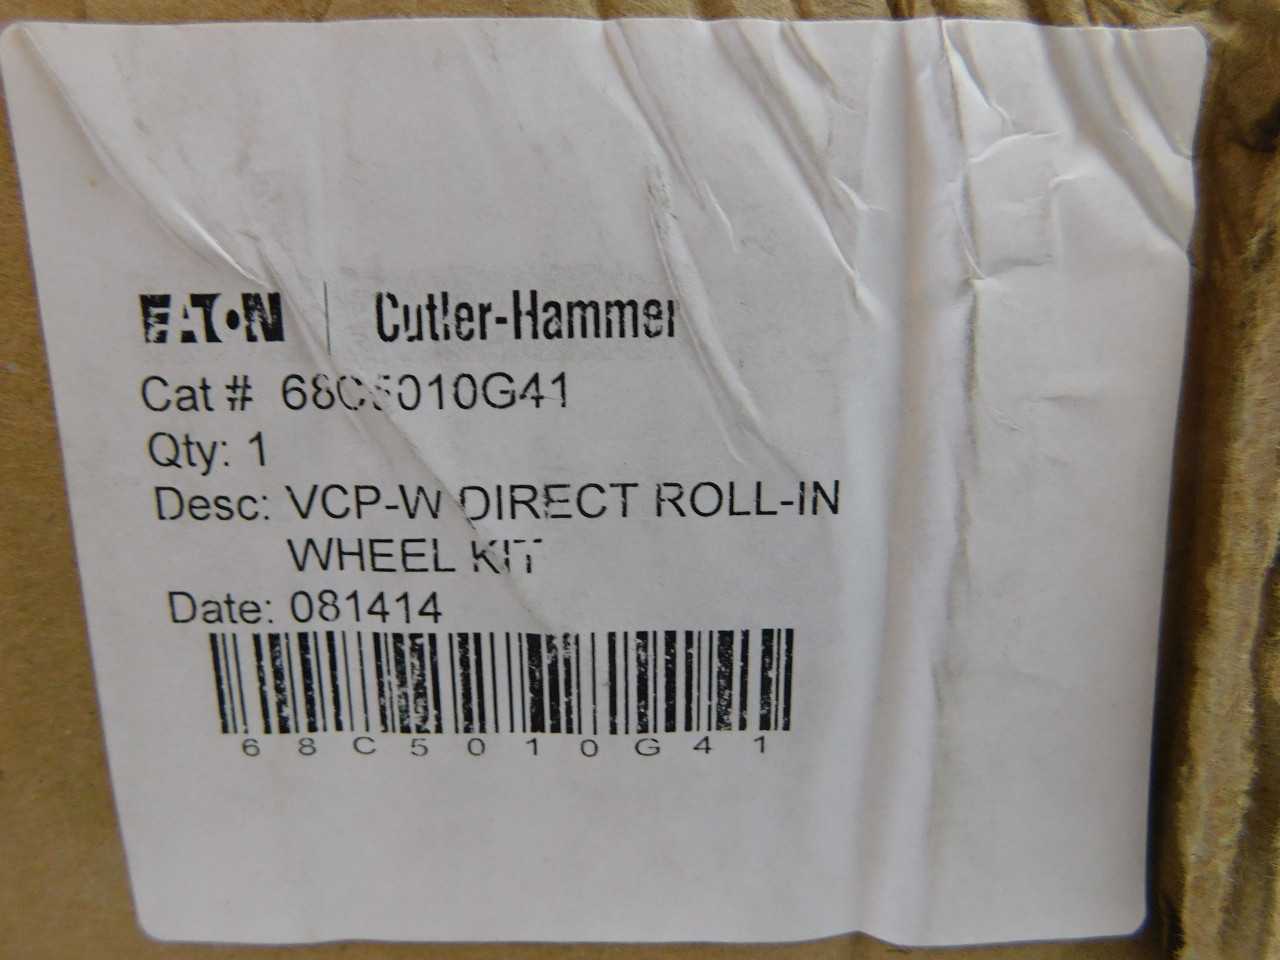 EATON | Cutler-Hammer
Cat # 68C5010G41
Qty: 1
Desc: VCP-W DIRECT ROLL-IN
WHEEL KIT
Date: 081414
68C5010G41